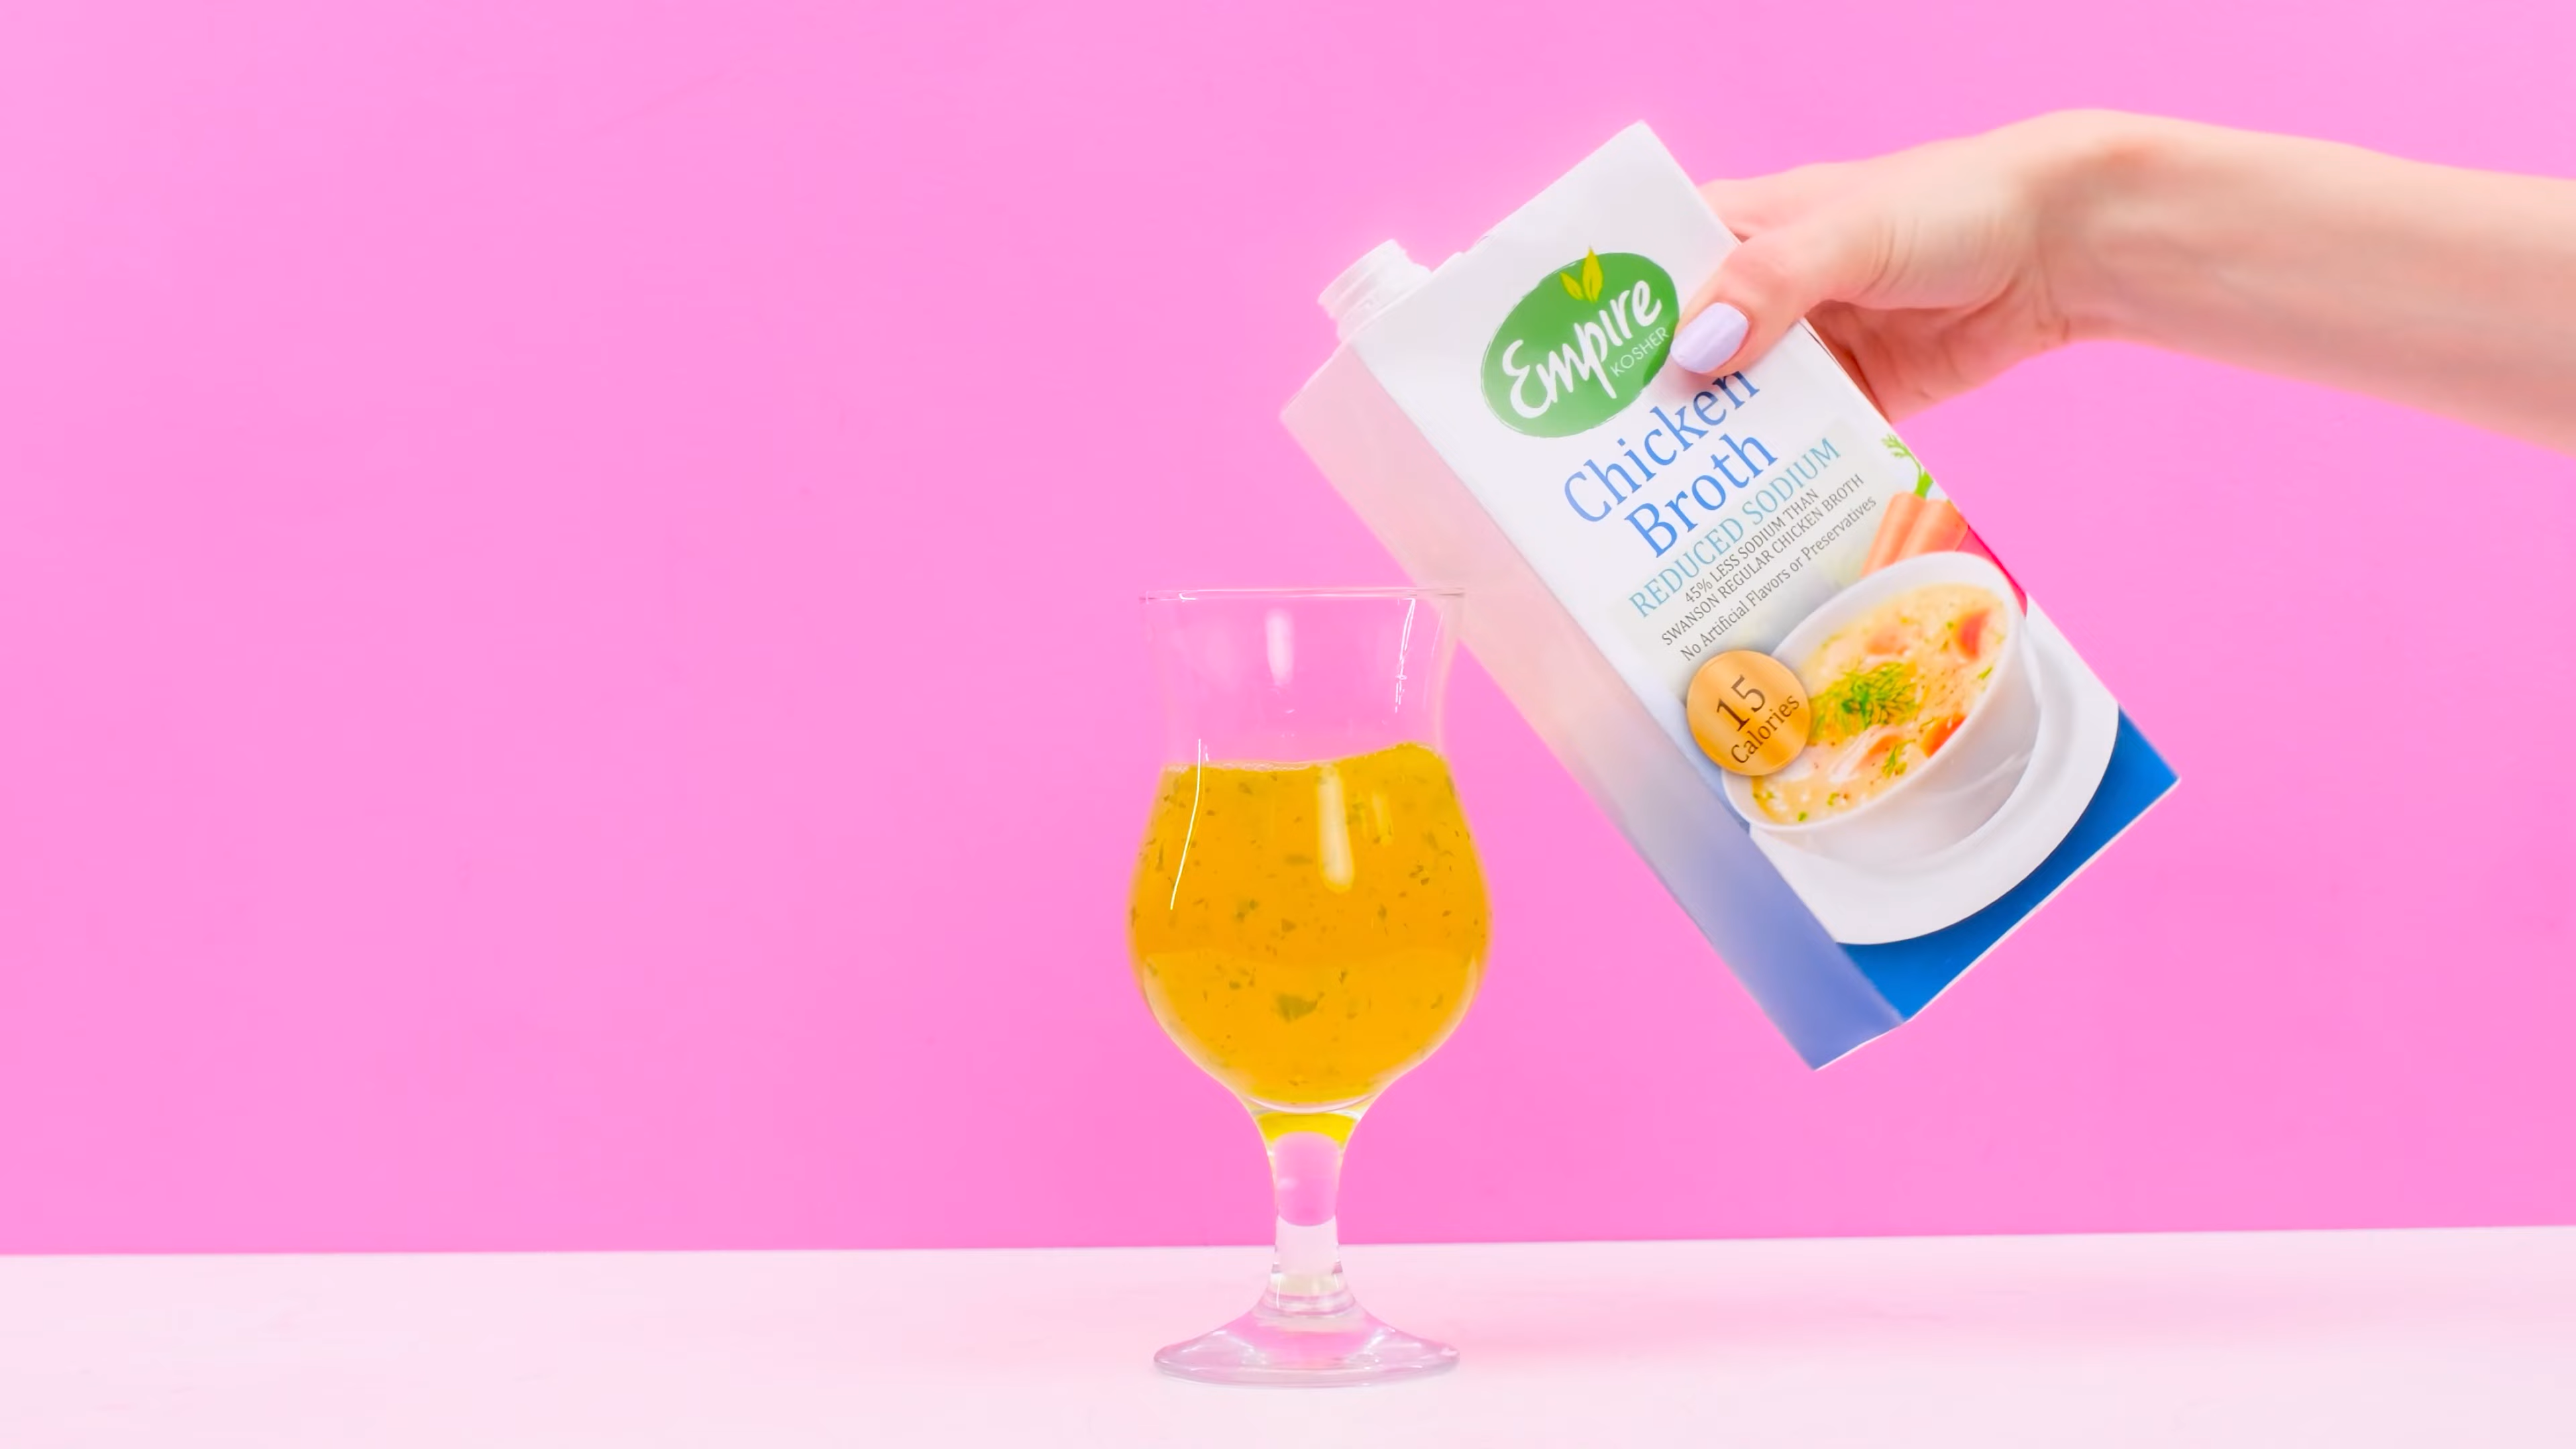 Empire
KOSHER
Chicken
Broth
REDUCED SODIUM
45% LESS SODIUM THAN
SWANSON REGULAR CHICKEN BROTH
No Artificial Flavors or Preservatives
15
Calories